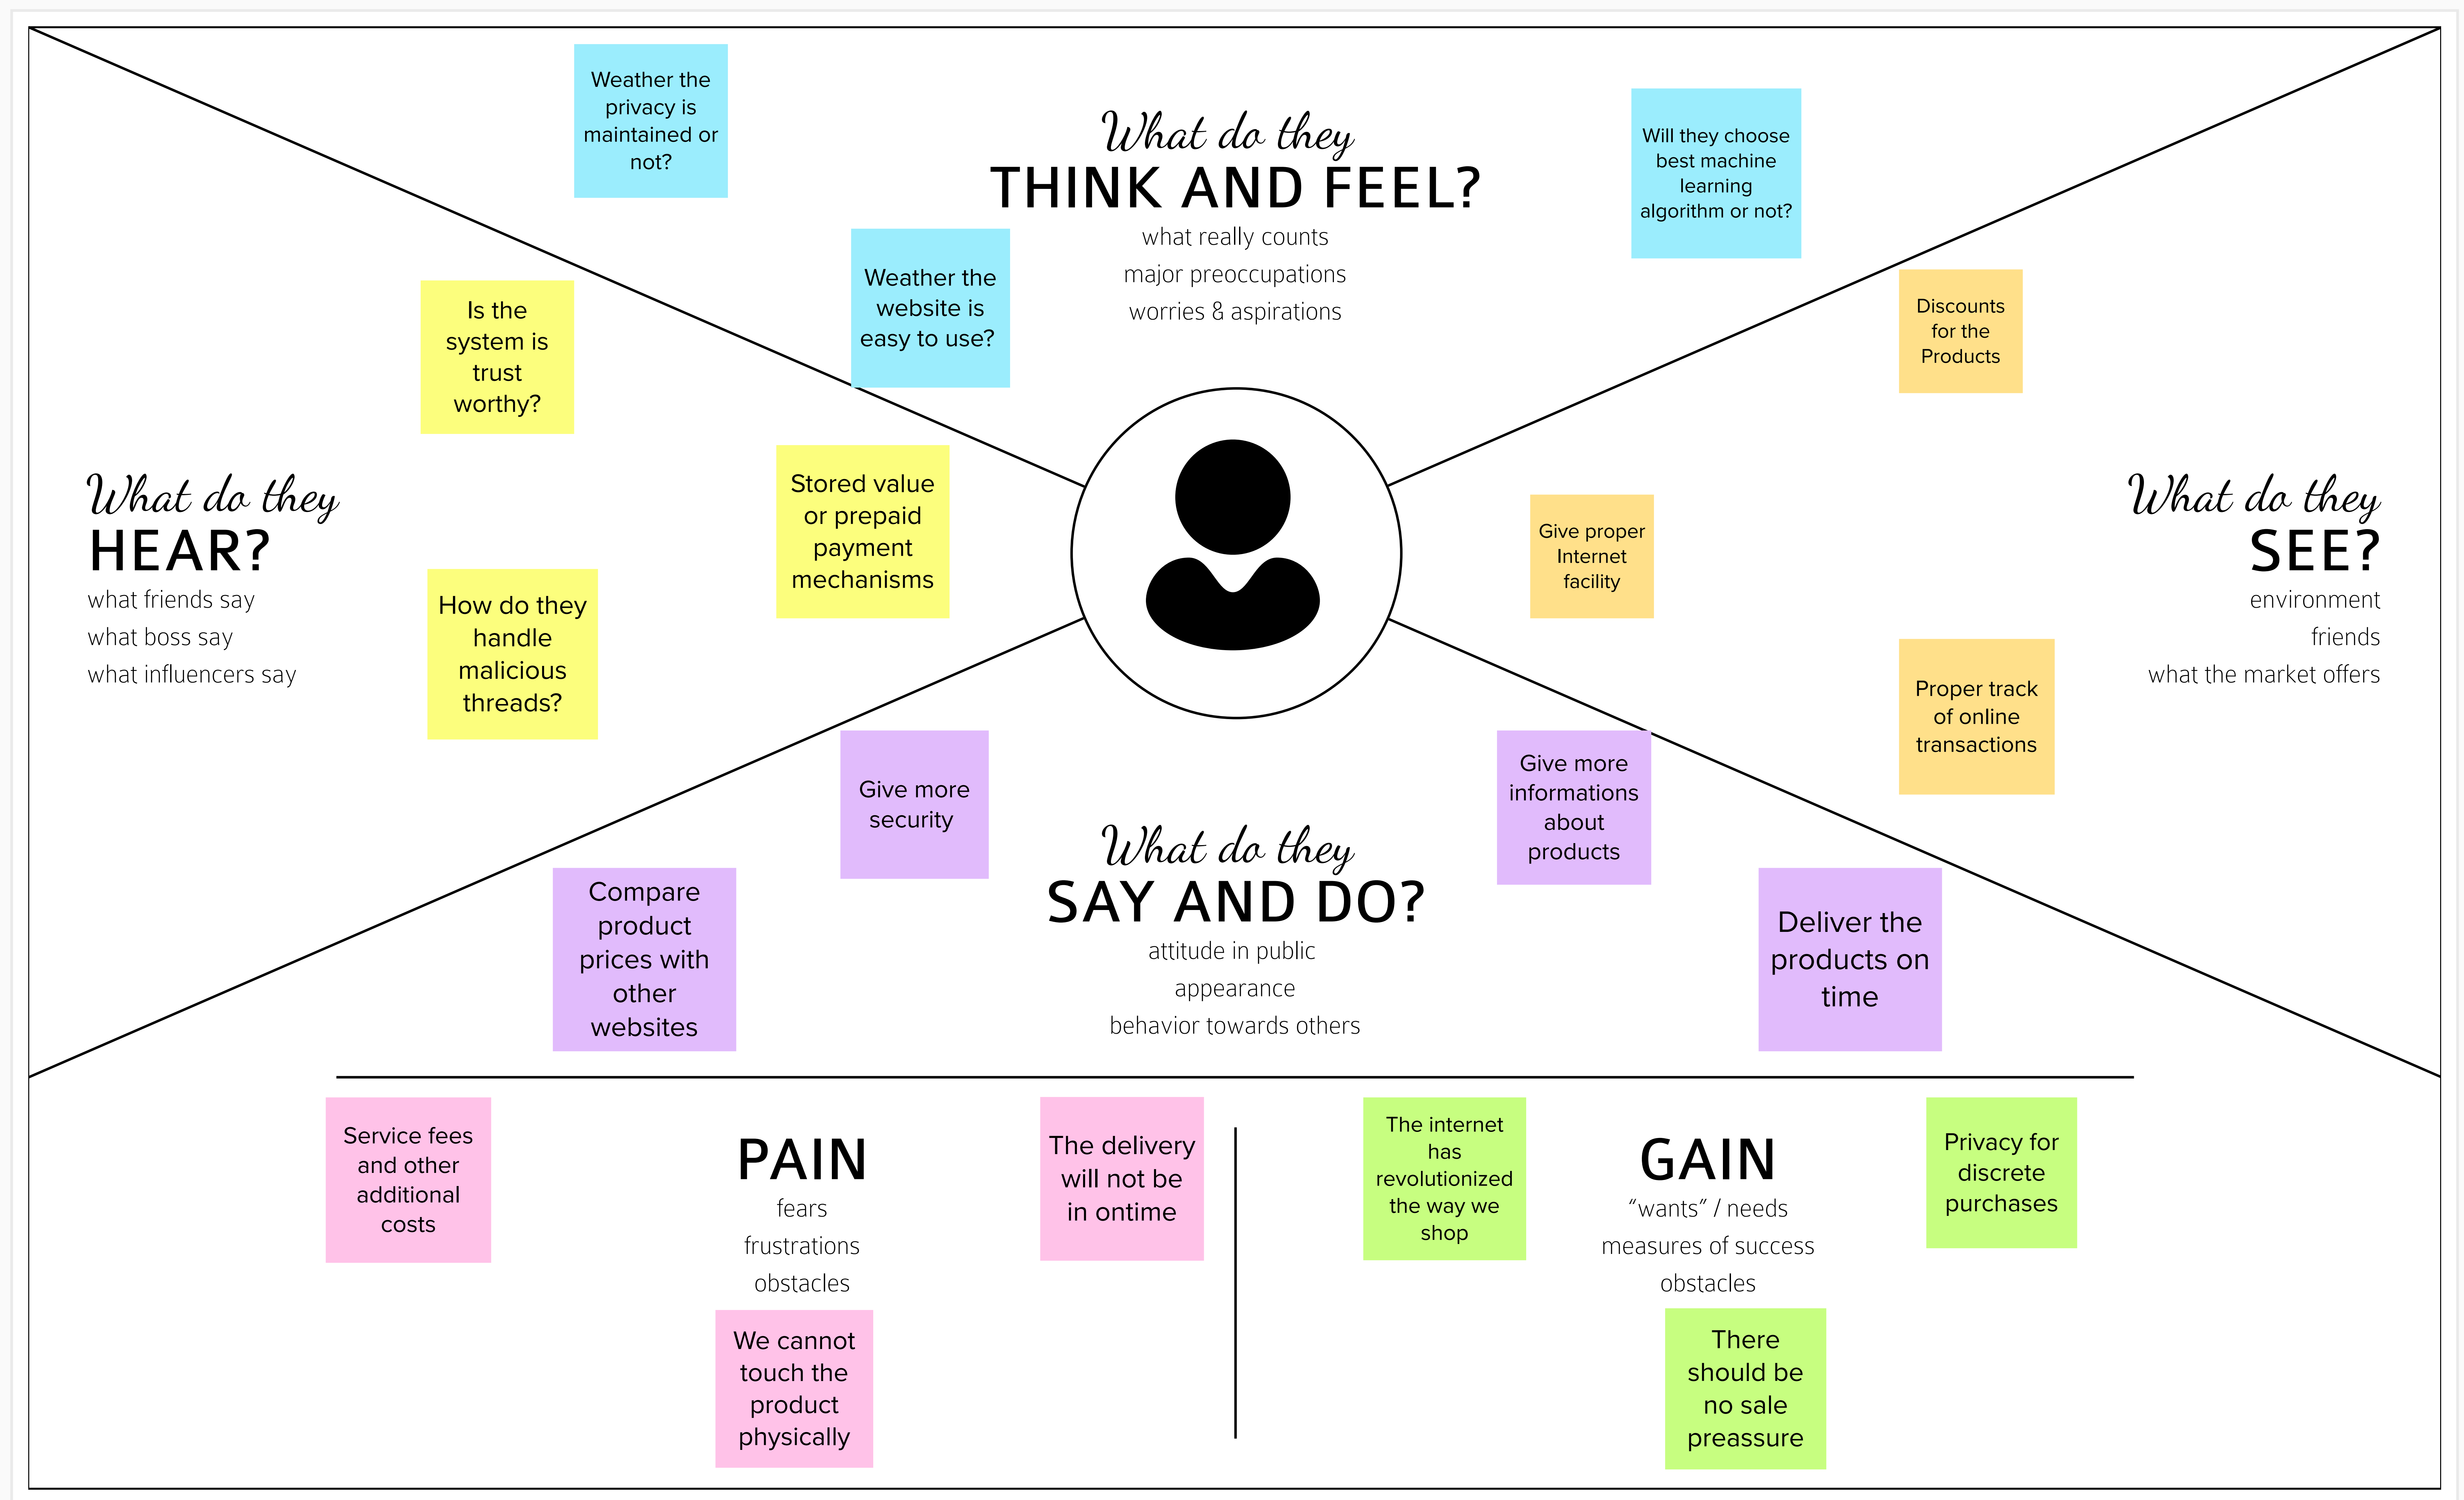 Weather the
privacy is
maintained or
not?
What do they
THINK AND FEEL?
what really counts
major preoccupations
worries & aspirations
Will they choose
best machine
learning
algorithm or not?
Weather the
website is
easy to use?
Is the
system is
trust
worthy?
Stored value
or prepaid
payment
mechanisms
What do they
HEAR?
what friends say
what boss say
what influencers say
How do they
handle
malicious
threads?
Discounts
for the
Products
Give proper
Internet
facility
What do they
SEE?
environment
friends
what the market offers
Proper track
of online
transactions
Give more
security
Compare
product
prices with
other
websites
What do they
SAY AND DO?
attitude in public
appearance
behavior towards others
Give more
informations
about
products
Deliver the
products on
time
Service fees
and other
additional
costs
PAIN
fears
frustrations
obstacles
The delivery
will not be
in ontime
We cannot
touch the
product
physically
The internet
has
revolutionized
the way we
shop
GAIN
“wants” / needs
measures of success
obstacles
Privacy for
discrete
purchases
There
should be
no sale
preassure